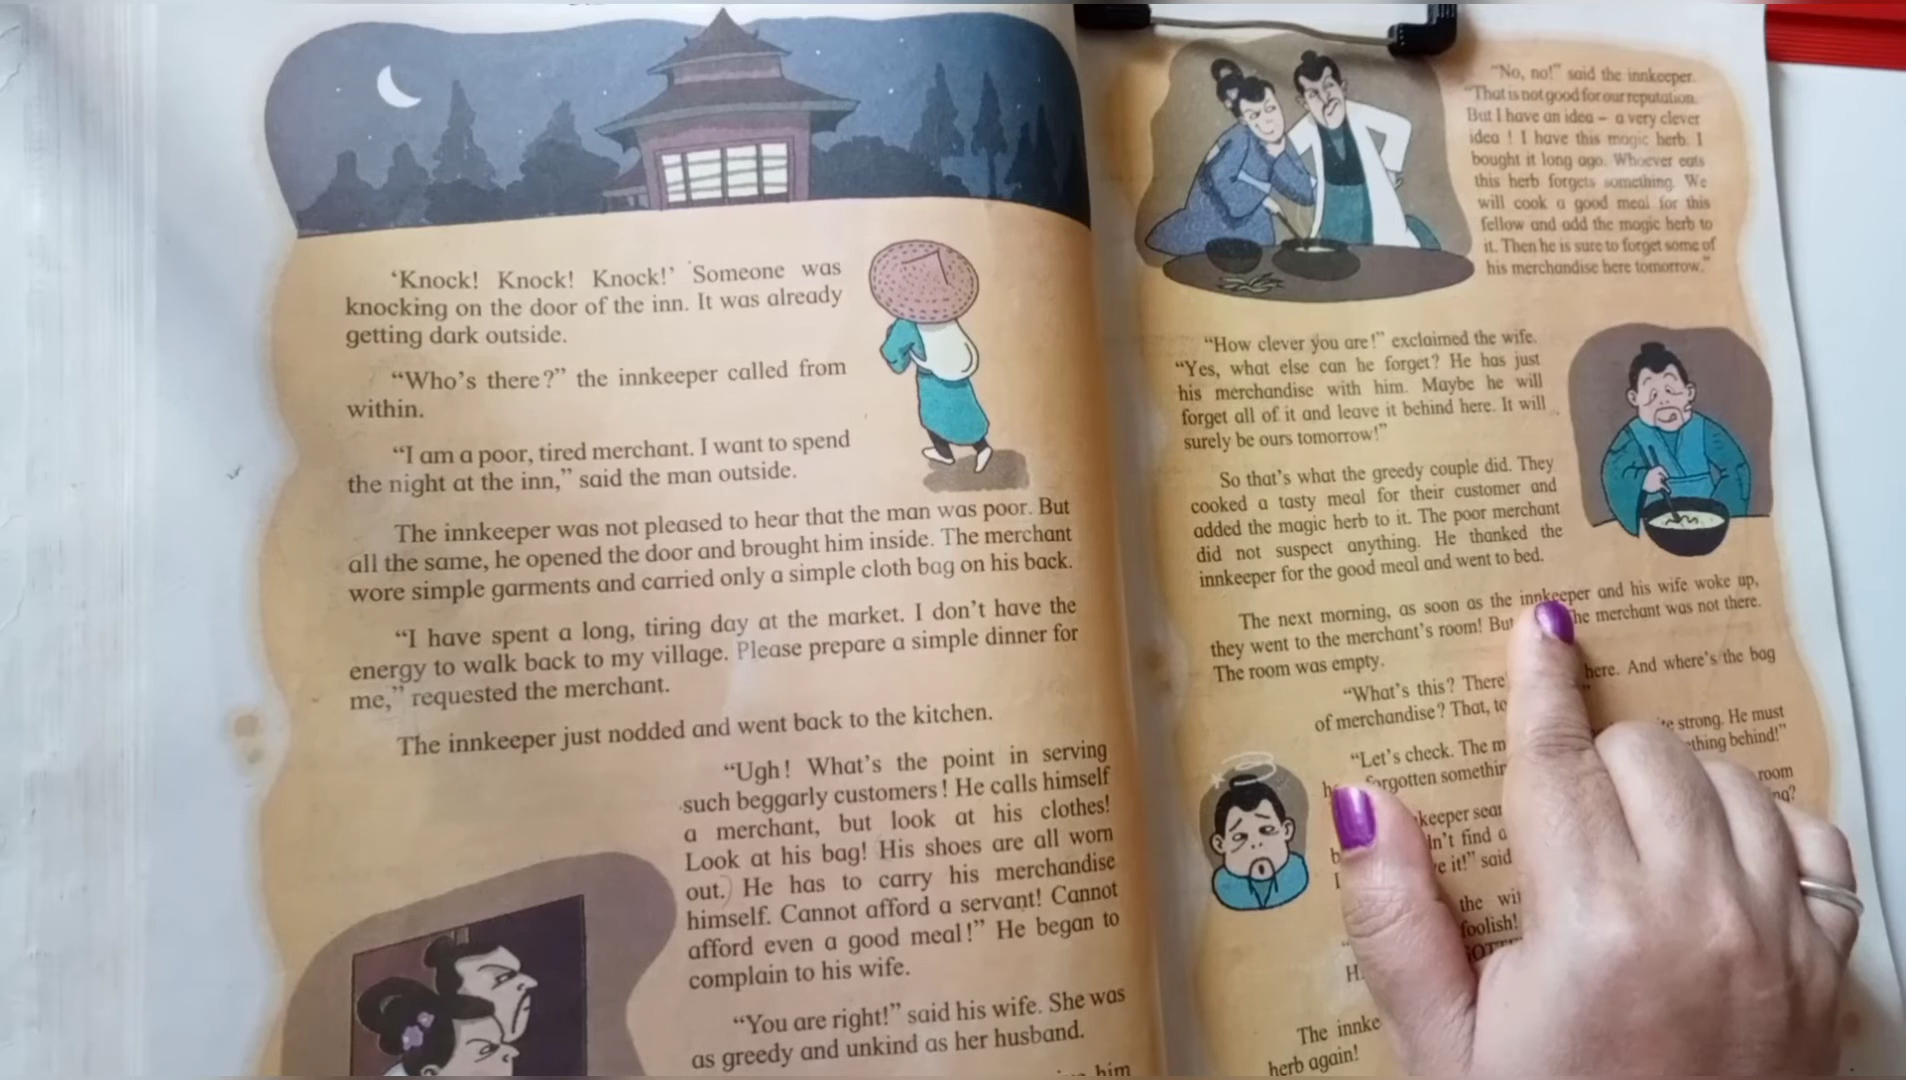 ‘Knock! Knock! Knock!’ Someone was
knocking on the door of the inn. It was already
getting dark outside.
“Who’s there?” the innkeeper called from
within.
“I am a poor, tired merchant. I want to spend
the night at the inn,” said the man outside.
The innkeeper was not pleased to hear that the man was poor. But
all the same, he opened the door and brought him inside. The merchant
wore simple garments and carried only a simple cloth bag on his back.
“I have spent a long, tiring day at the market. I don’t have the
energy to walk back to my village. Please prepare a simple dinner for
me,” requested the merchant.
The innkeeper just nodded and went back to the kitchen.
“Ugh! What’s the point in serving
such beggarly customers! He calls himself
a merchant, but look at his clothes!
Look at his bag! His shoes are all worn
out. He has to carry his merchandise
himself. Cannot afford a servant! Cannot
afford even a good meal!” He began to
complain to his wife.
“You are right!” said his wife. She was
as greedy and unkind as her husband.
him
“No, no!” said the innkeeper.
“That is not good for our reputation.
But I have an idea – a very clever
idea ! I have this magic herb. I
bought it long ago. Whoever eats
this herb forgets something. We
will cook a good meal for this
fellow and add the magic herb to
it. Then he is sure to forget some of
his merchandise here tomorrow.”
“How clever you are!” exclaimed the wife.
“Yes, what else can he forget? He has just
his merchandise with him. Maybe he will
forget all of it and leave it behind here. It will
surely be ours tomorrow!”
So that’s what the greedy couple did. They
cooked a tasty meal for their customer and
added the magic herb to it. The poor merchant
did not suspect anything. He thanked the
innkeeper for the good meal and went to bed.
The next morning, as soon as the innkeeper and his wife woke up,
they went to the merchant’s room! But he merchant was not there.
The room was empty.
“What’s this? There here. And where’s the bag
of merchandise? That,
“Let’s check. The strong. He must
forgotten behind!”
room
find
it!” said
the
foolish!
The
herb again!